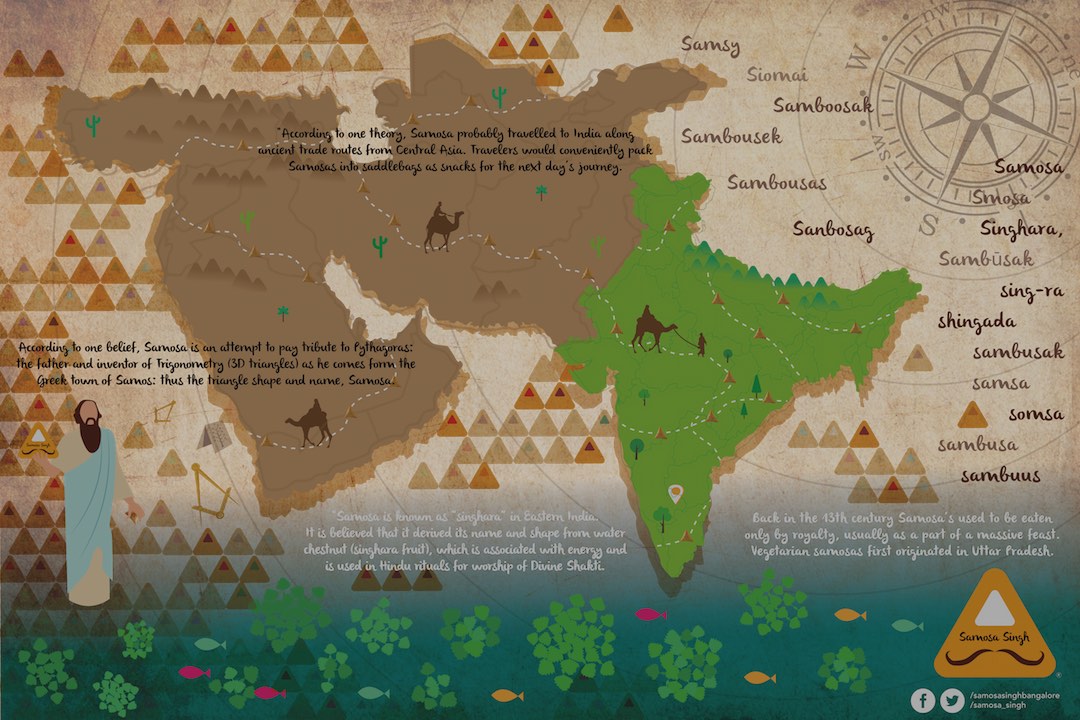 "According to one theory, Samosa probably travelled to India along
ancient trade routes from Central Asia. Travelers would conveniently pack
Samosas into saddlebags as snacks for the next day's journey.
According to one belief, Samosa is an attempt to pay tribute to Pythagoras:
the father and inventor of Trigonometry (3D triangles) as he comes form the
Greek town of Samos: thus the triangle shape and name, Samosa.
"Samosa is known as "singhara" in Eastern India.
It is believed that it derived its name and shape from water
chestnut (singhara fruit), which is associated with energy and
is used in Hindu rituals for worship of Divine Shakti.
Back in the 13th century Samosa's used to be eaten
only by royalty, usually as a part of a massive feast.
Vegetarian samosas first originated in Uttar Pradesh.
Samsy
Siomai
Samboosak
Sambousek
Sambousas
Sanbosag
Samosa
Smosa
Singhara,
Sambūsak
sing-ra
shingada
sambusak
samsa
somsa
sambusa
sambuus
nw
ne
W
sw
S
Samosa Singh
Samosa Singh
®
/samosasinghbangalore
/samosa_singh